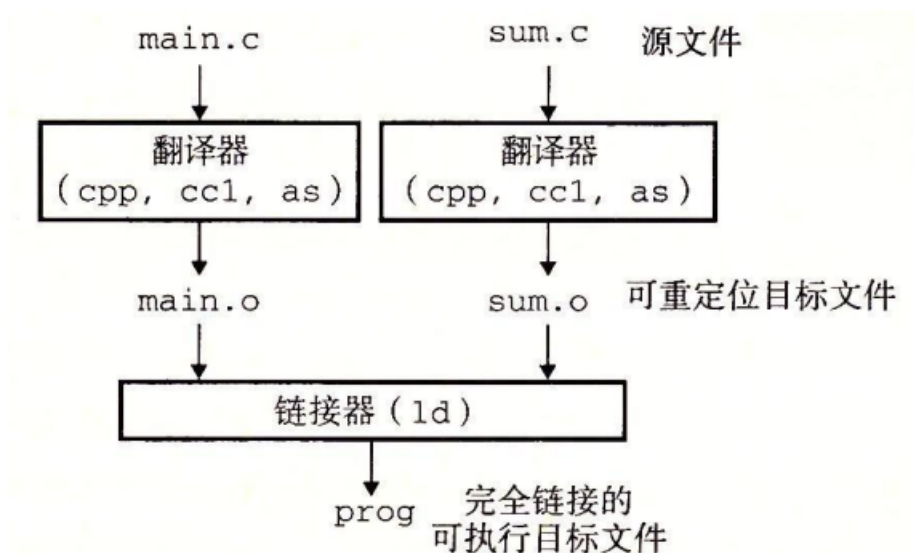 main.c
sum.c
源文件
翻译器
(cpp, cc1, as)
翻译器
(cpp, cc1, as)
main.o
sum.o
可重定位目标文件
链接器(ld)
prog
完全链接的
可执行目标文件